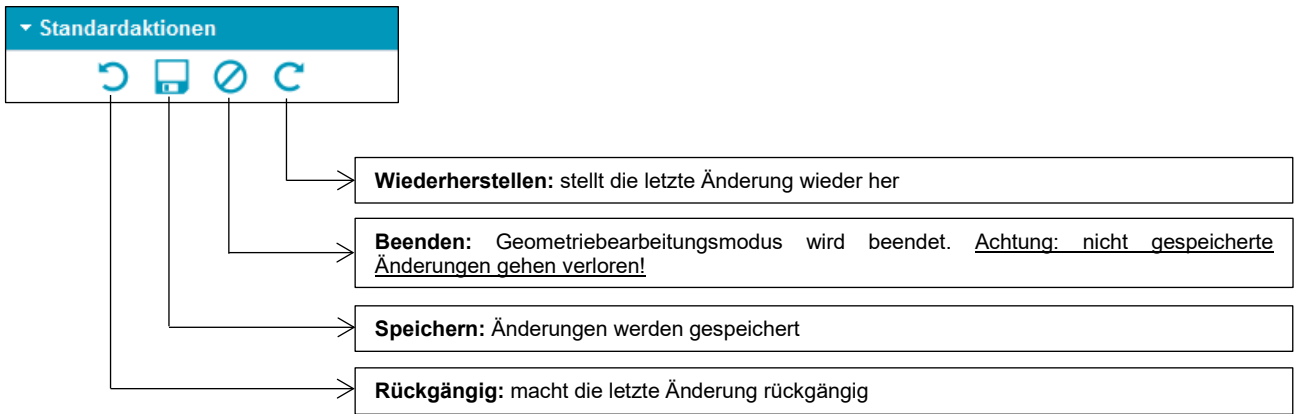 Standardaktionen
Wiederherstellen: stellt die letzte Änderung wieder her
Beenden: Geometriebearbeitungsmodus wird beendet. Achtung: nicht gespeicherte
Änderungen gehen verloren!
Speichern: Änderungen werden gespeichert
Rückgängig: macht die letzte Änderung rückgängig